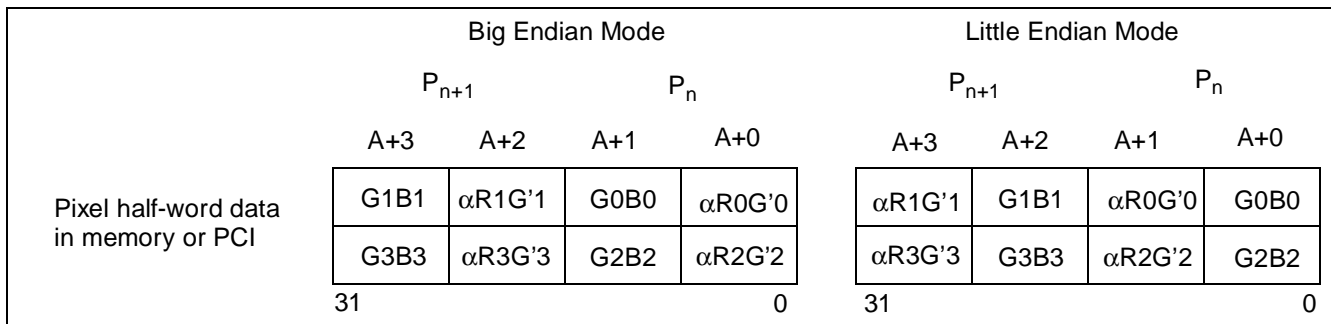 Big Endian Mode Little Endian Mode
Pn+1 Pn Pn+1 Pn
A+3 A+2 A+1 A+0 A+3 A+2 A+1 A+0
Pixel half-word data
in memory or PCI
G1B1 αR1G'1 G0B0 αR0G'0 αR1G'1 G1B1 αR0G'0 G0B0
G3B3 αR3G'3 G2B2 αR2G'2 αR3G'3 G3B3 αR2G'2 G2B2
31 0 31 0